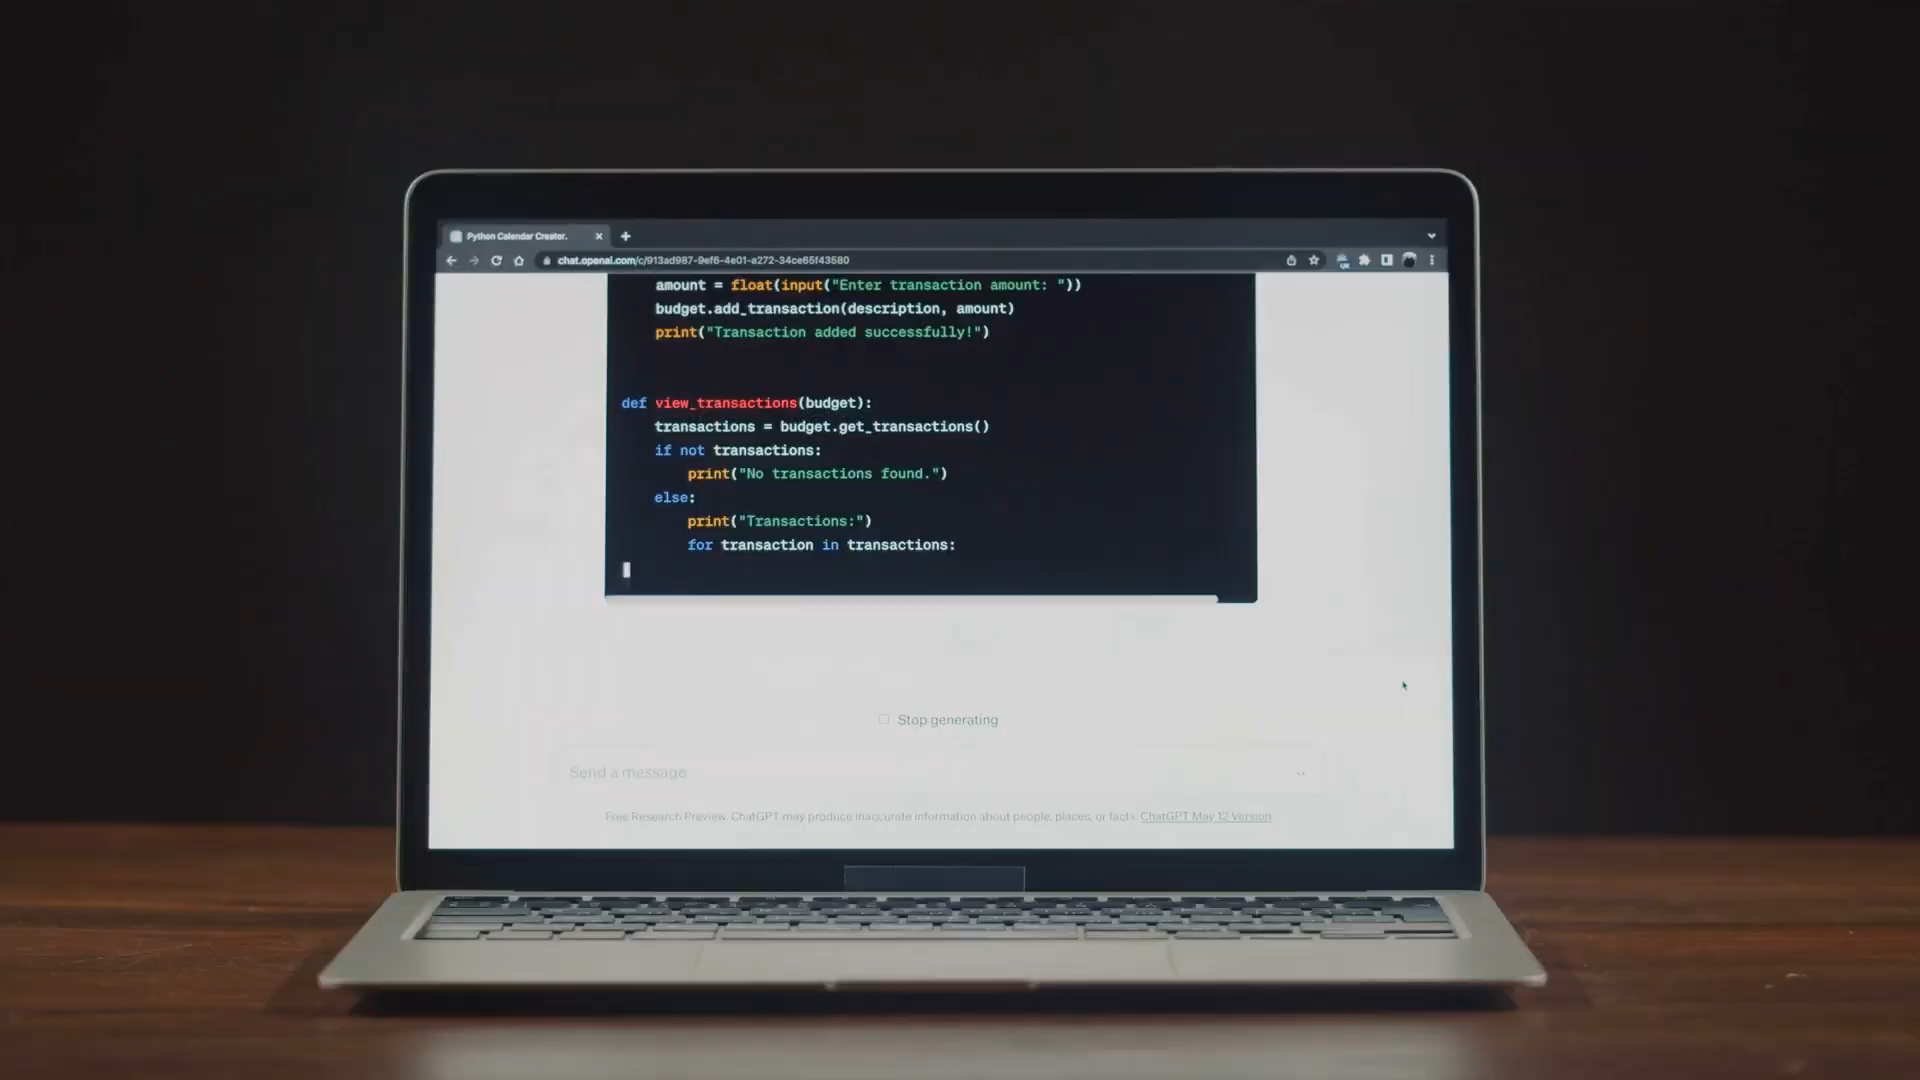 Python Calendar Creator.
chat.openai.com/c/913ad987-9ef6-4e01-a272-34ce65f43580
amount = float(input("Enter transaction amount: "))
budget.add_transaction(description, amount)
print("Transaction added successfully!")
def view_transactions(budget):
transactions = budget.get_transactions()
if not transactions:
print("No transactions found.")
else:
print("Transactions:")
for transaction in transactions:
Stop generating
Send a message
Free Research Preview. ChatGPT may produce inaccurate information about people, places, or facts. ChatGPT May 12 Version